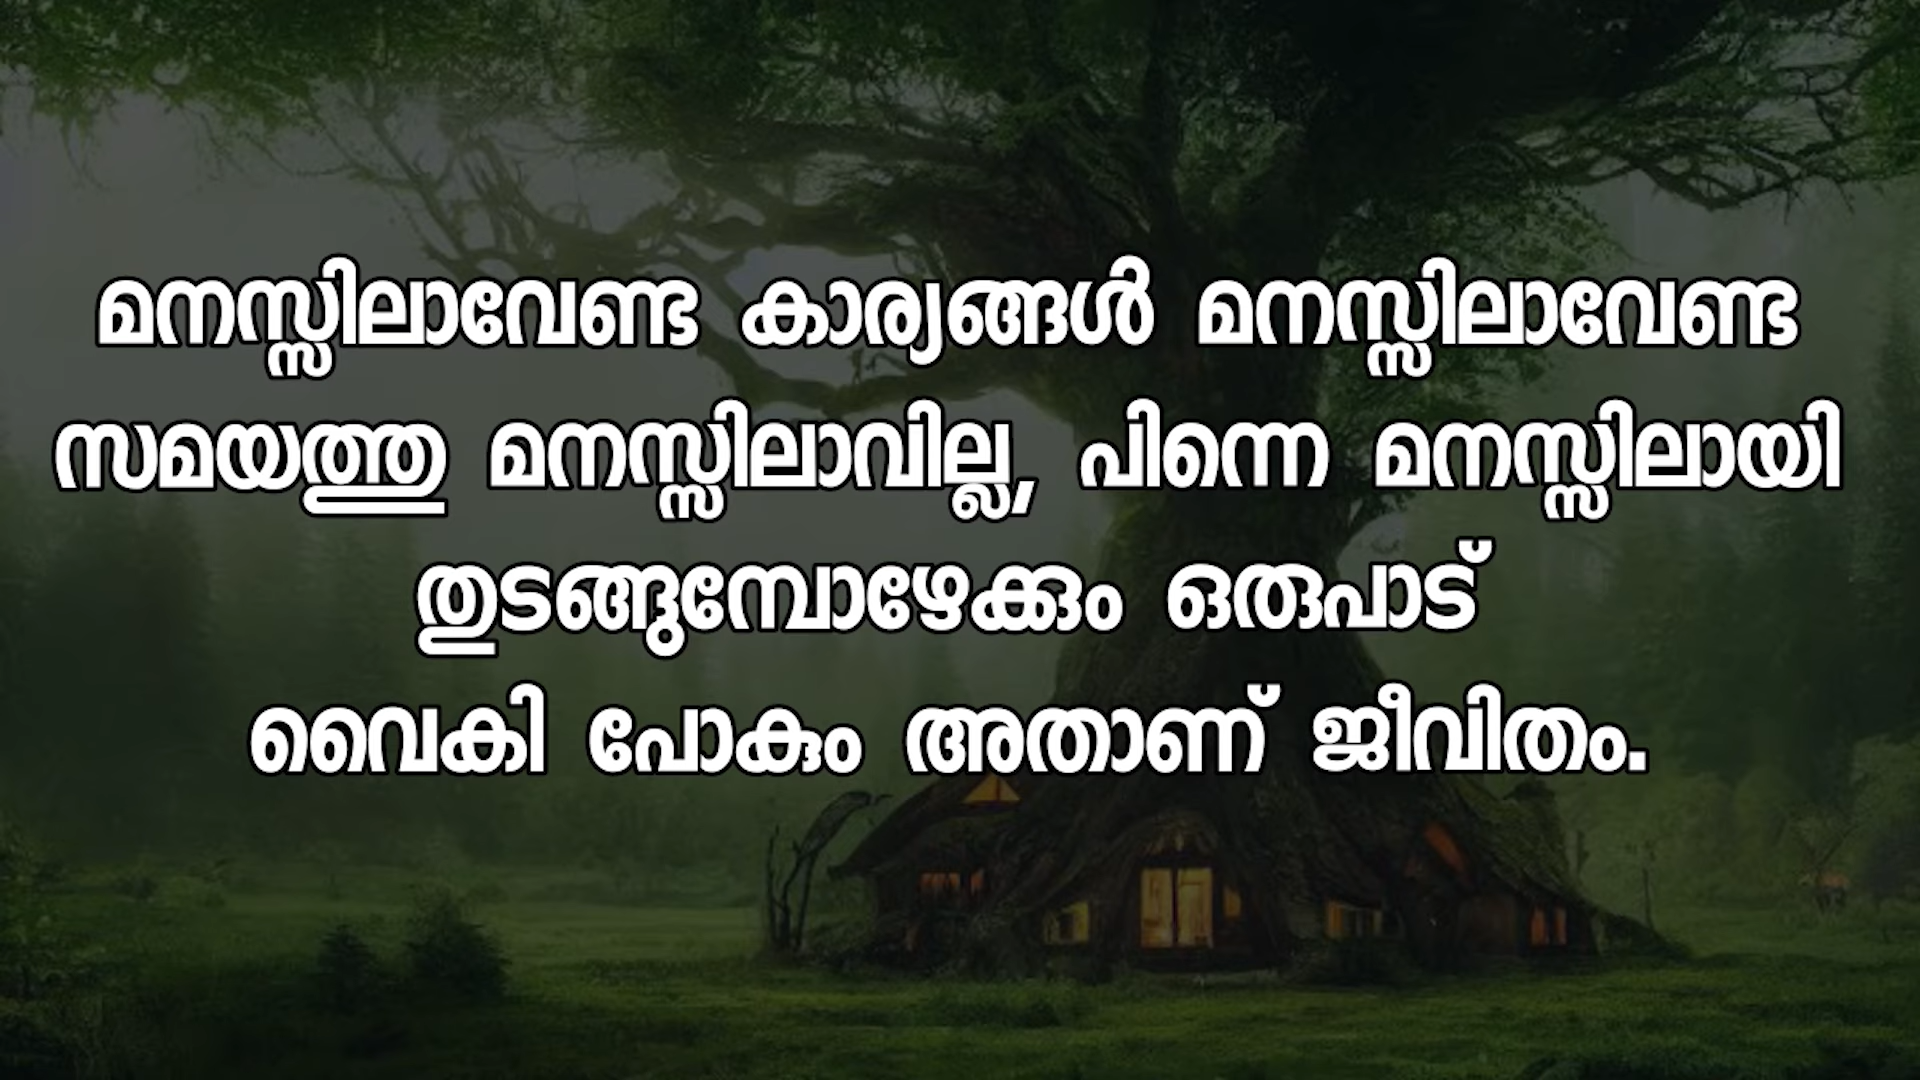 മനസ്സിലാവേണ്ട കാര്യങ്ങൾ മനസ്സിലാവേണ്ട
സമയത്തു മനസ്സിലാവില്ല, പിന്നെ മനസ്സിലായി
തുടങ്ങുമ്പോഴേക്കും ഒരുപാട്
വൈകി പോകും അതാണ് ജീവിതം.